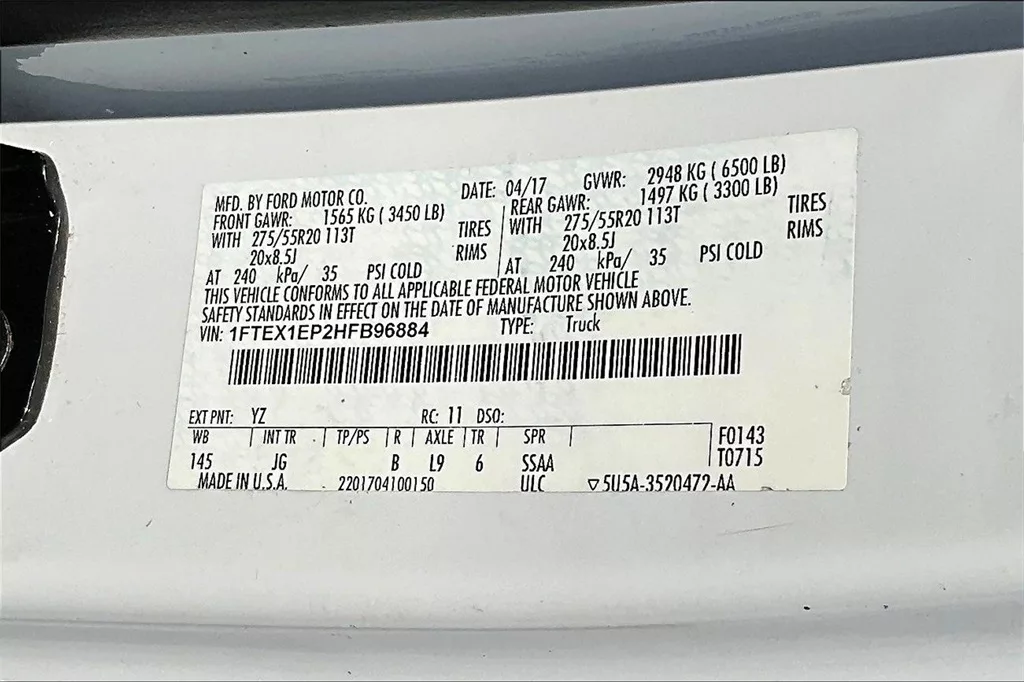 MFD. BY FORD MOTOR CO. DATE: 04/17 GVWR: 2948 KG ( 6500 LB)
FRONT GAWR: 1565 KG ( 3450 LB) REAR GAWR: 1497 KG ( 3300 LB)
WITH 275/55R20 113T TIRES WITH 275/55R20 113T TIRES
20x8.5J RIMS 20x8.5J RIMS
AT 240 kPa/ 35 PSI COLD AT 240 kPa/ 35 PSI COLD
THIS VEHICLE CONFORMS TO ALL APPLICABLE FEDERAL MOTOR VEHICLE
SAFETY STANDARDS IN EFFECT ON THE DATE OF MANUFACTURE SHOWN ABOVE.
VIN: 1FTEX1EP2HFB96884 TYPE: Truck
EXT PNT: YZ RC: 11 DSO:
WB INT TR TP/PS R AXLE TR SPR F0143
145 JG B L9 6 SSAA T0715
MADE IN U.S.A. 2201704100150 ULC ▽5U5A-3520472-AA